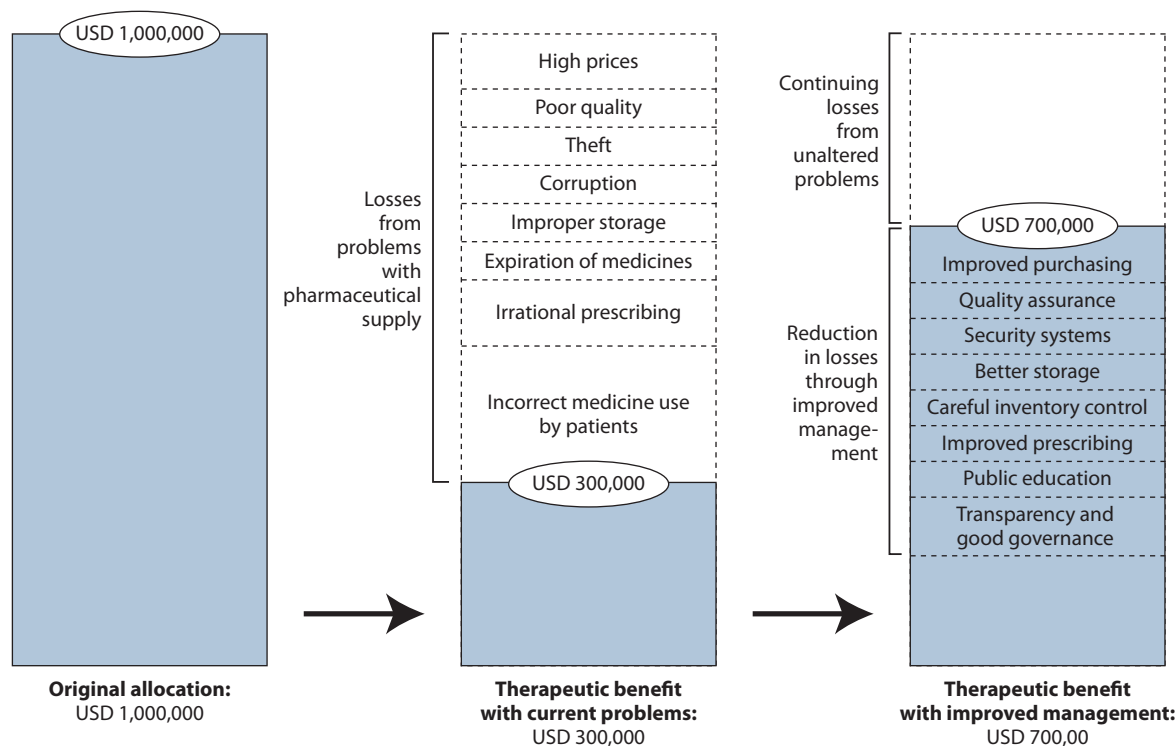 USD 1,000,000
Original allocation:
USD 1,000,000
Losses
from
problems
with
pharmaceutical
supply
High prices
Poor quality
Theft
Corruption
Improper storage
Expiration of medicines
Irrational prescribing
Incorrect medicine use
by patients
USD 300,000
Therapeutic benefit
with current problems:
USD 300,000
Continuing
losses
from
unaltered
problems
USD 700,000
Reduction
in losses
through
improved
manage-
ment
Improved purchasing
Quality assurance
Security systems
Better storage
Careful inventory control
Improved prescribing
Public education
Transparency and
good governance
Therapeutic benefit
with improved management:
USD 700,00